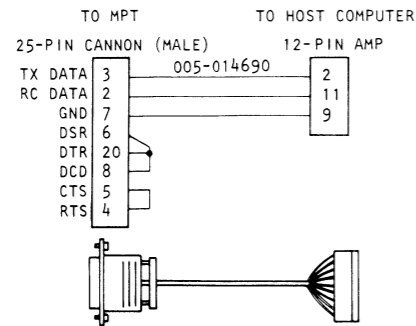 TO MPT TO HOST COMPUTER
25-PIN CANNON (MALE) 12-PIN AMP
005-014690
TX DATA 3 2
RC DATA 2 11
GND 7 9
DSR 6
DTR 20
DCD 8
CTS 5
RTS 4